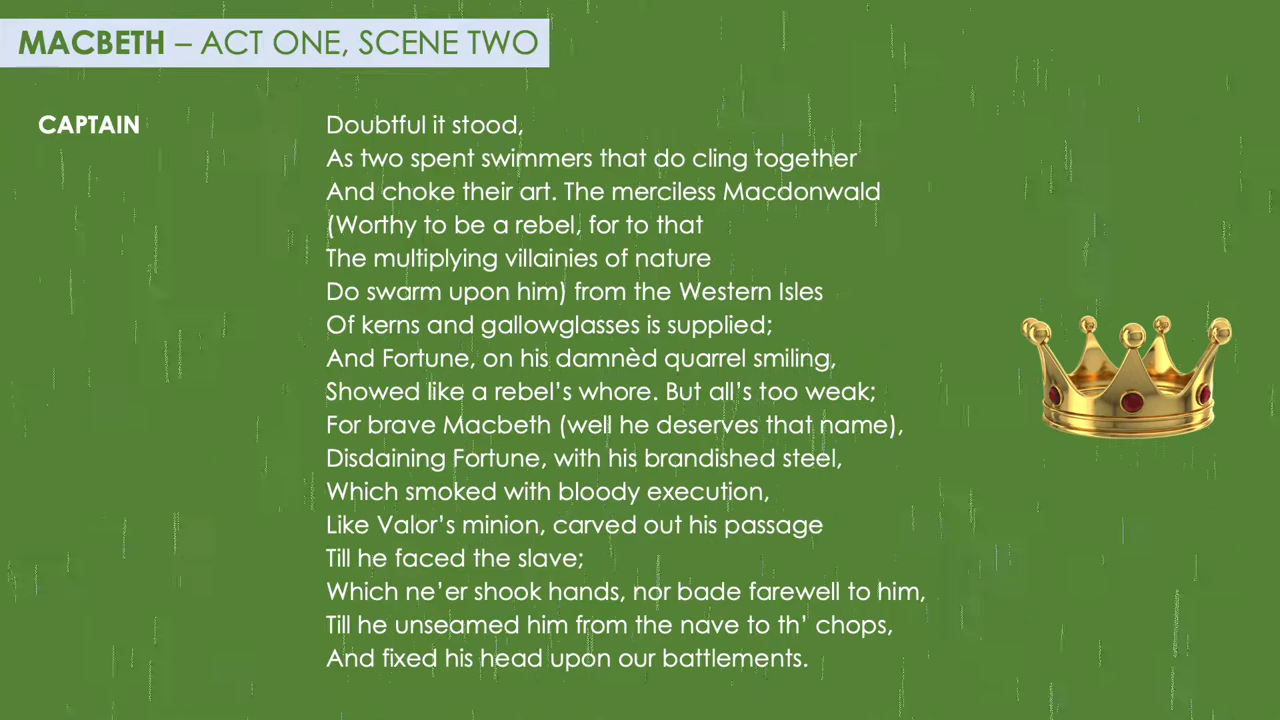 MACBETH – ACT ONE, SCENE TWO
CAPTAIN
Doubtful it stood,
As two spent swimmers that do cling together
And choke their art. The merciless Macdonwald
(Worthy to be a rebel, for to that
The multiplying villainies of nature
Do swarm upon him) from the Western Isles
Of kerns and gallowglasses is supplied;
And Fortune, on his damnèd quarrel smiling,
Showed like a rebel’s whore. But all’s too weak;
For brave Macbeth (well he deserves that name),
Disdaining Fortune, with his brandished steel,
Which smoked with bloody execution,
Like Valor’s minion, carved out his passage
Till he faced the slave;
Which ne’er shook hands, nor bade farewell to him,
Till he unseamed him from the nave to th’ chops,
And fixed his head upon our battlements.